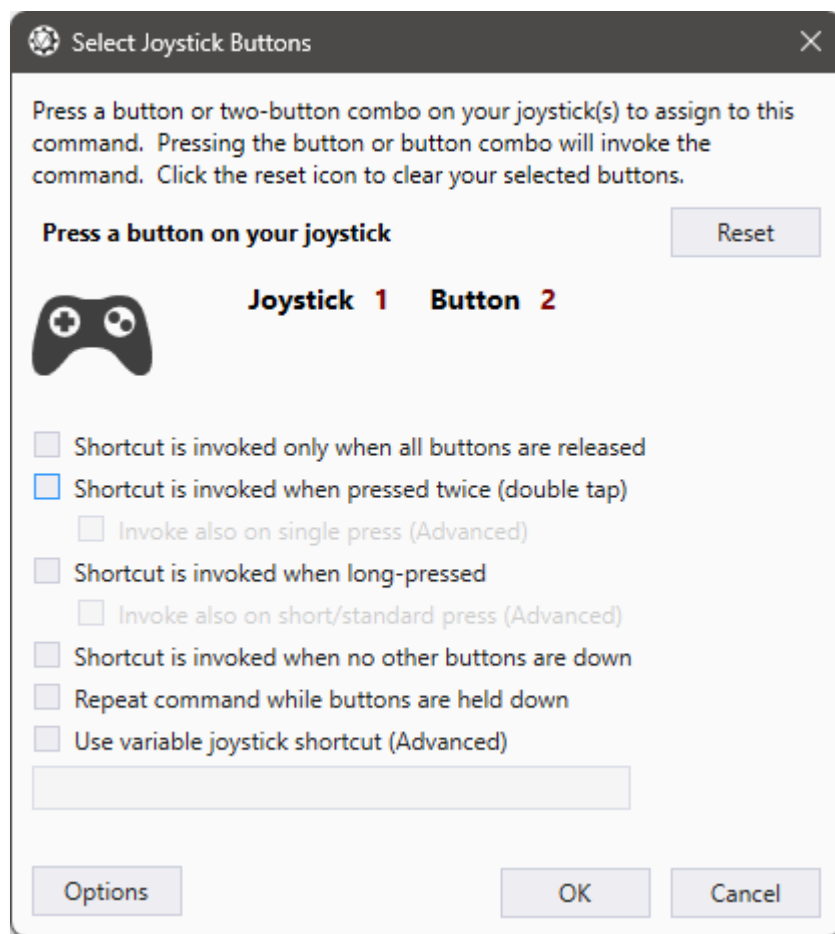 Select Joystick Buttons
Press a button or two-button combo on your joystick(s) to assign to this
command.  Pressing the button or button combo will invoke the
command.  Click the reset icon to clear your selected buttons.
Press a button on your joystick
Reset
Joystick 1 Button 2
Shortcut is invoked only when all buttons are released
Shortcut is invoked when pressed twice (double tap)
Invoke also on single press (Advanced)
Shortcut is invoked when long-pressed
Invoke also on short/standard press (Advanced)
Shortcut is invoked when no other buttons are down
Repeat command while buttons are held down
Use variable joystick shortcut (Advanced)
Options
OK
Cancel